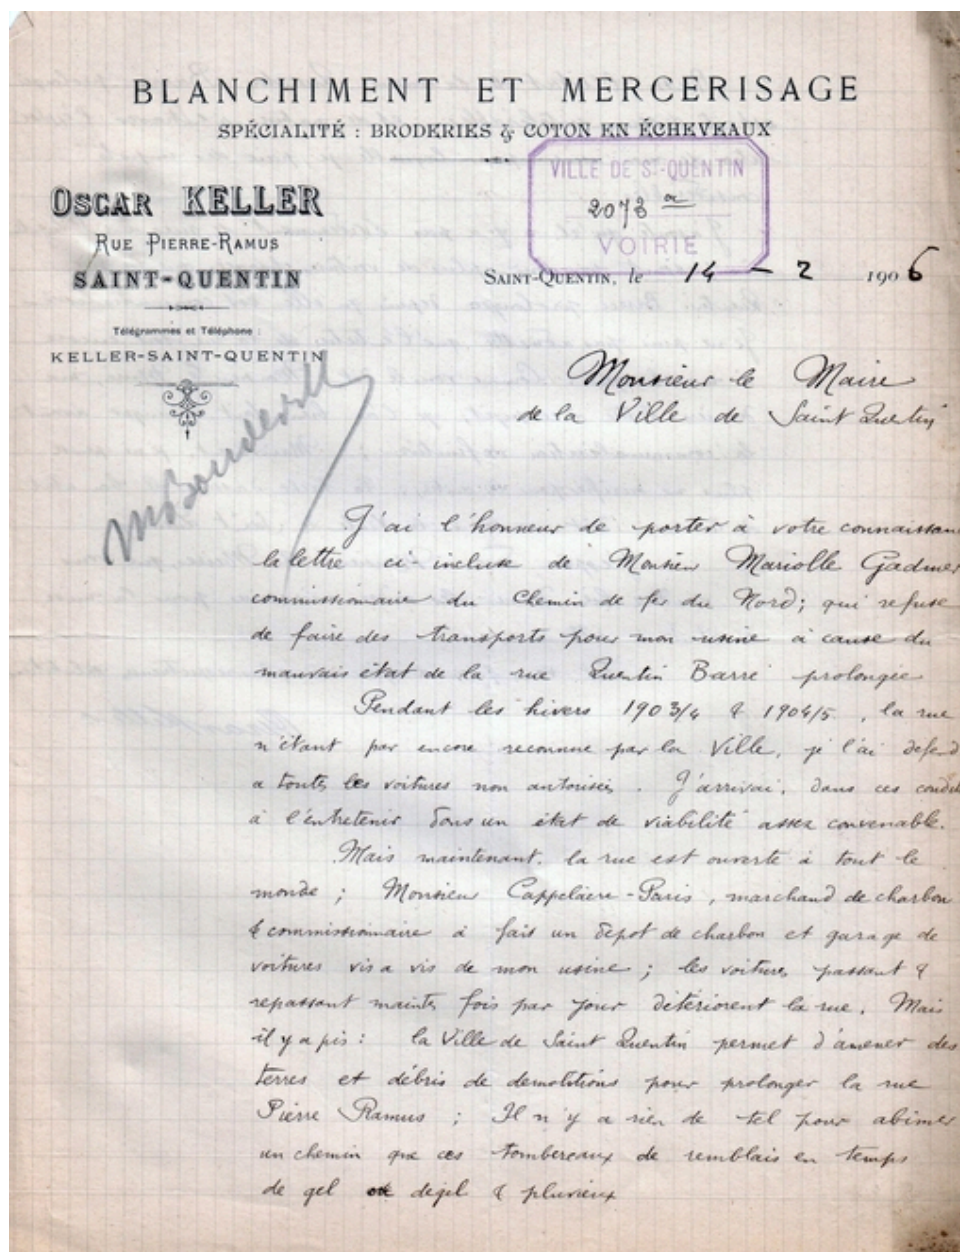 BLANCHIMENT ET MERCERISAGE
SPÉCIALITÉ : BRODERIES & COTON EN ÉCHEVEAUX
VILLE DE ST-QUENTIN
2073 a
VOIRIE
OSCAR KELLER
RUE PIERRE-RAMUS
SAINT-QUENTIN
Télégrammes et Téléphone :
KELLER-SAINT-QUENTIN
SAINT-QUENTIN, le 14 - 2 1906
Monsieur le Maire
de la Ville de Saint Quentin
J'ai l'honneur de porter à votre connaissan
la lettre ci-incluse de Monsieur Mariolle Gadmer
commissionaire du Chemin de fer du Nord; qui refuse
de faire des transports pour mon usine à cause du
mauvais état de la rue Quentin Barré prolongée
Pendant les hivers 1903/4 & 1904/5, la rue
n'étant par encore reconnue par la Ville, je l'ai défend
a toutes les voitures non autorisés. J'arrivai, dans ces condit
à l'entretenir dans un état de viabilité assez convenable.
Mais maintenant, la rue est ouverte à tout le
monde; Monsieur Cappelaere-Paris, marchand de charbon
& commissionnaire à fait un dépot de charbon et garage de
voitures vis a vis de mon usine; les voitures passant &
repassant maintes fois par jour détériorent la rue. Mais
il y a pis: la Ville de Saint Quentin permet d'amener des
terres et débris de demolitions pour prolonger la rue
Pierre Ramus; Il n'y a rien de tel pour abimer
un chemin que ces tombereaux de remblais en temps
de gel degel & pluvieux